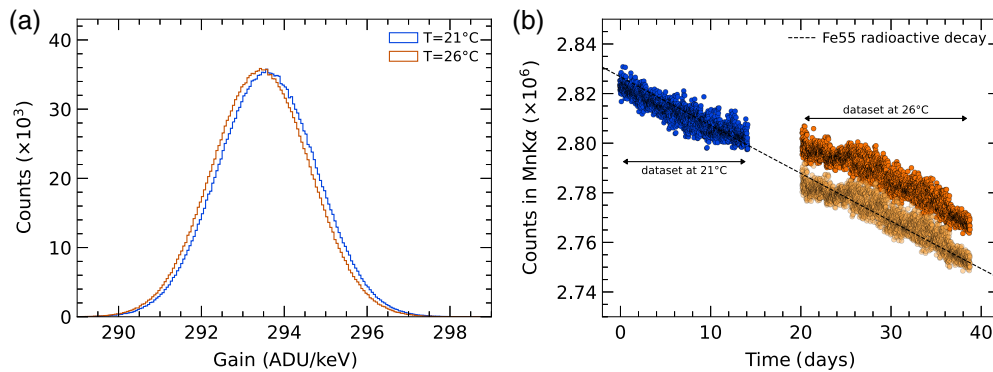 (a)
T=21°C
T=26°C
40
30
20
10
0
Counts (×10³)
290
292
294
296
298
Gain (ADU/keV)
(b)
Fe55 radioactive decay
dataset at 26°C
dataset at 21°C
2.84
2.82
2.80
2.78
2.76
2.74
Counts in MnKα (×10⁶)
0
10
20
30
40
Time (days)